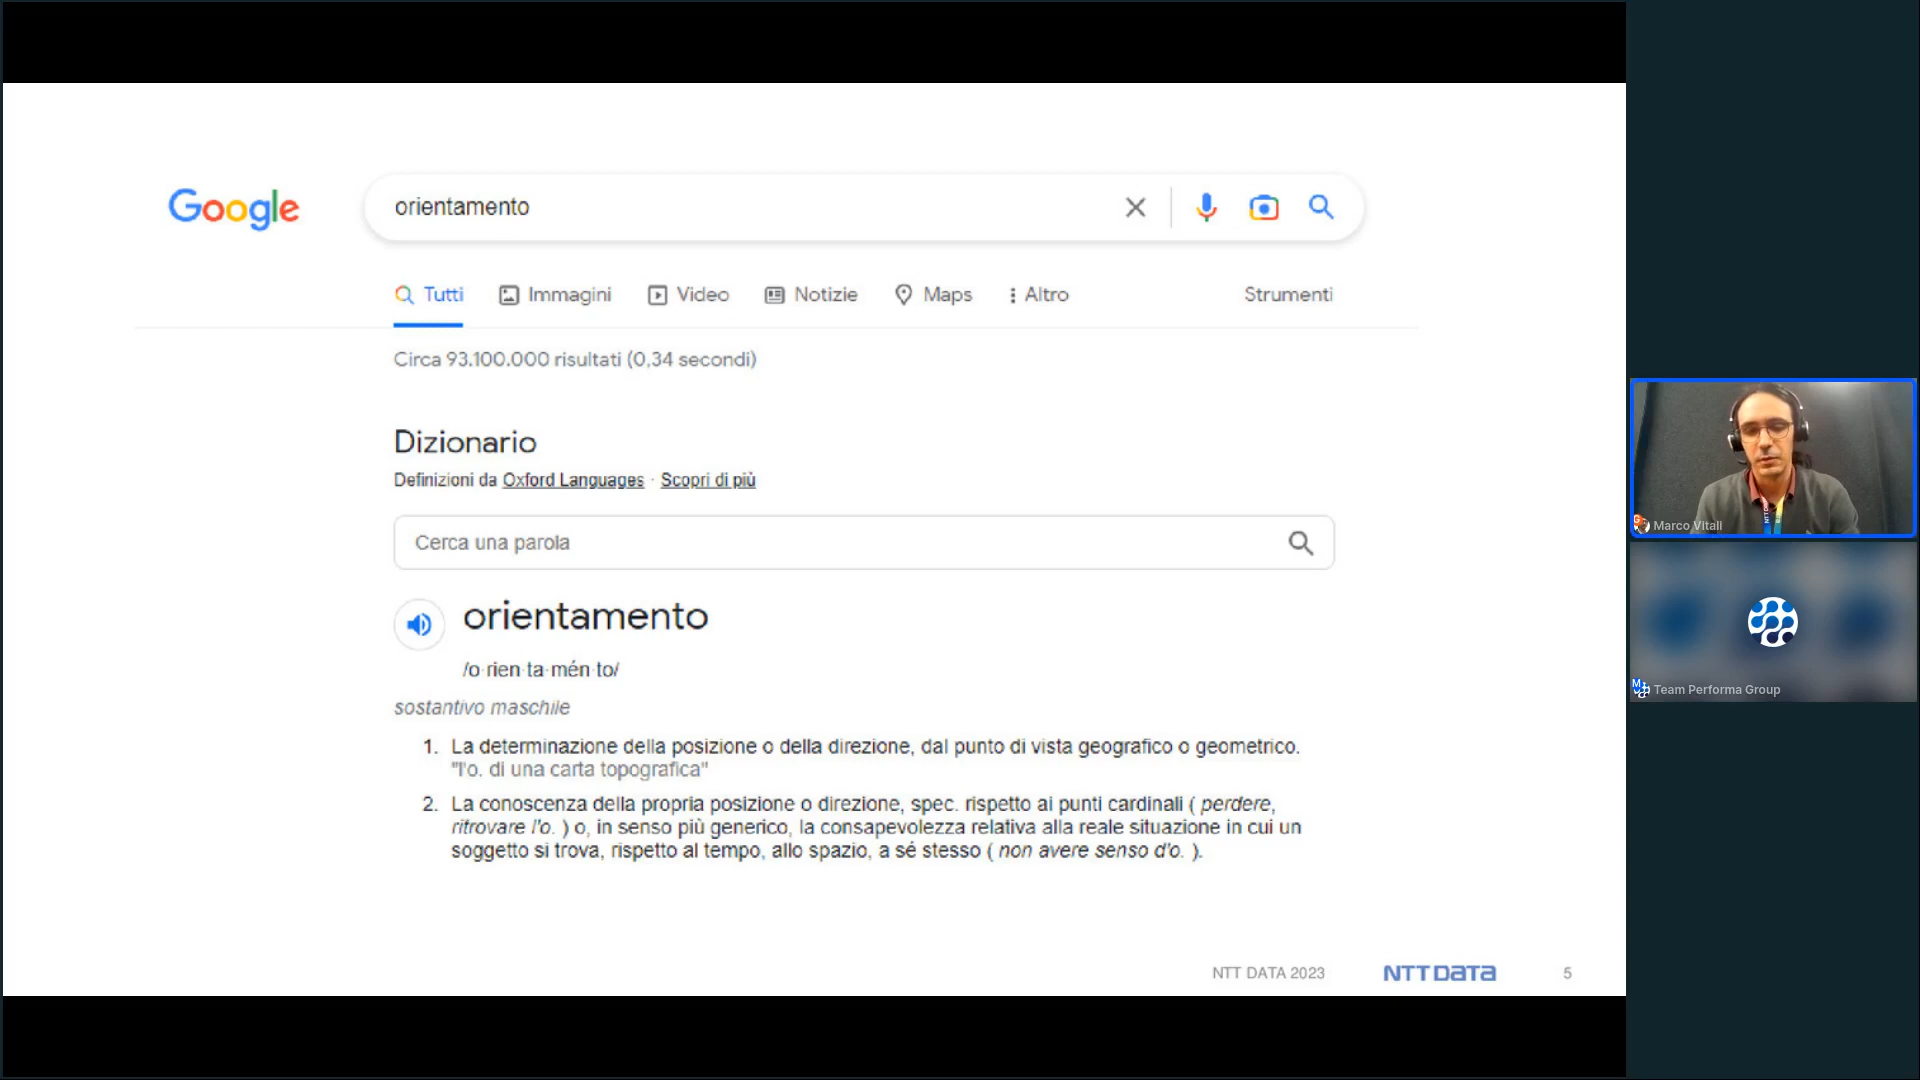 Google
orientamento
Tutti
Immagini
Video
Notizie
Maps
Altro
Strumenti
Circa 93.100.000 risultati (0,34 secondi)
Dizionario
Definizioni da Oxford Languages · Scopri di più
Cerca una parola
orientamento
/o·rien·ta·mén·to/
sostantivo maschile
1. La determinazione della posizione o della direzione, dal punto di vista geografico o geometrico.
"l'o. di una carta topografica"
2. La conoscenza della propria posizione o direzione, spec. rispetto ai punti cardinali ( perdere,
ritrovare l'o. ) o, in senso più generico, la consapevolezza relativa alla reale situazione in cui un
soggetto si trova, rispetto al tempo, allo spazio, a sé stesso ( non avere senso d'o. ).
NTT DATA 2023
NTT DATA
5
Marco Vitali
Team Performa Group